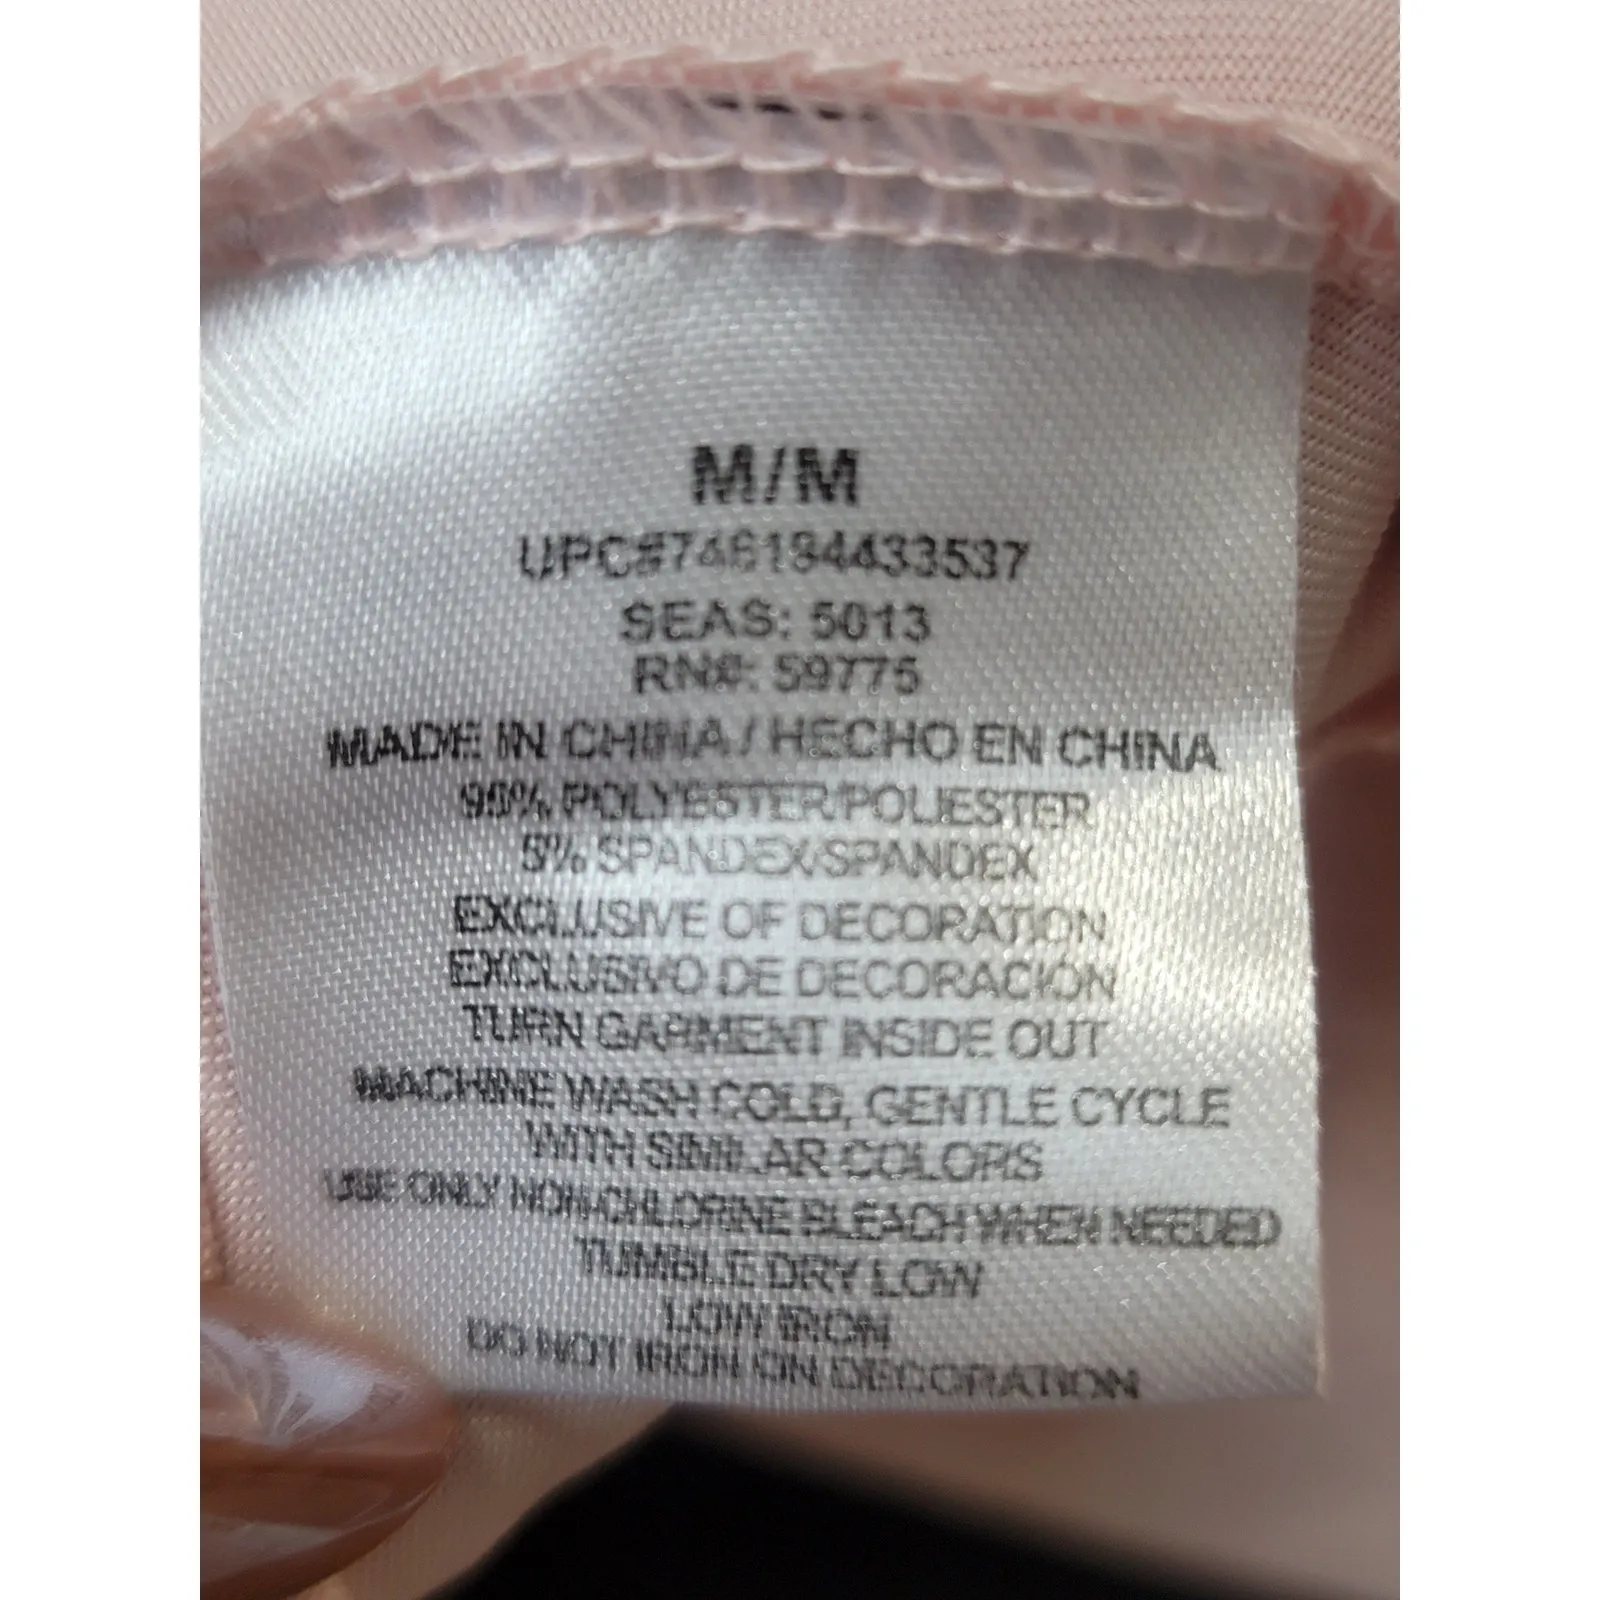 M/M
UPC#746194433537
SEAS: 5013
RN#: 59775
MADE IN CHINA / HECHO EN CHINA
95% POLYESTER/POLIESTER
5% SPANDEX/SPANDEX
EXCLUSIVE OF DECORATION
EXCLUSIVO DE DECORACIÓN
TURN GARMENT INSIDE OUT
MACHINE WASH COLD, GENTLE CYCLE
WITH SIMILAR COLORS
USE ONLY NON-CHLORINE BLEACH WHEN NEEDED
TUMBLE DRY LOW
LOW IRON
DO NOT IRON ON DECORATION